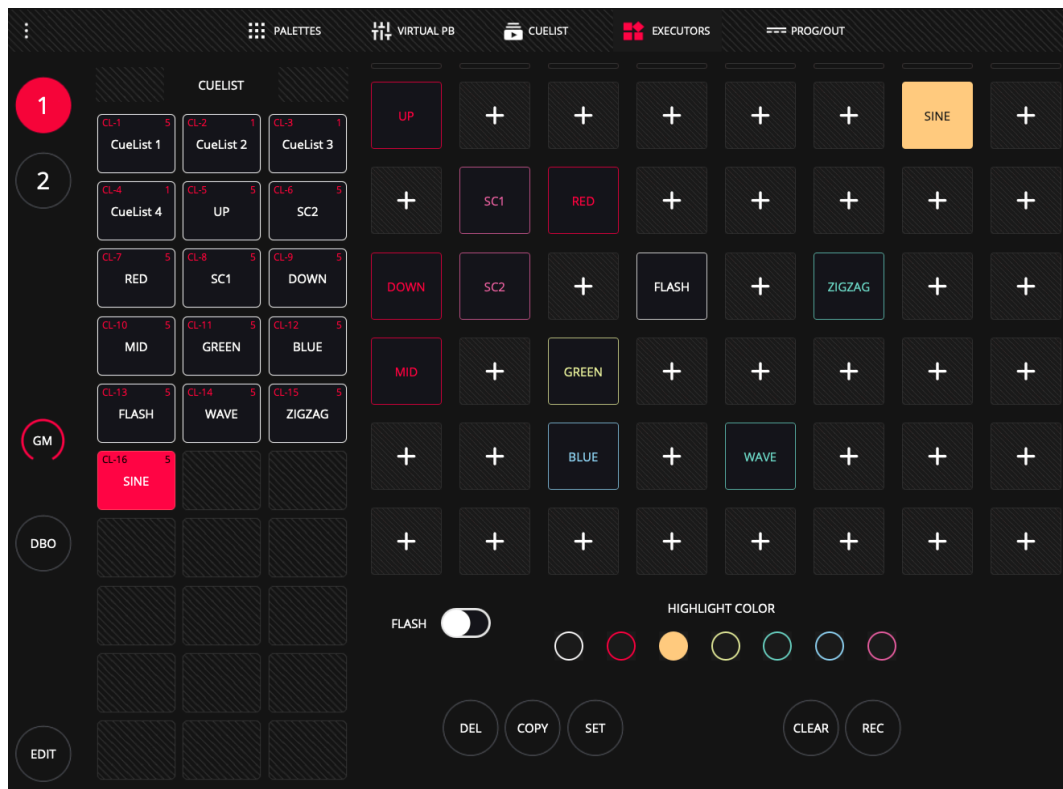 PALETTES VIRTUAL PB CUELIST EXECUTORS PROG/OUT
1
2
GM
DBO
EDIT
CUELIST
CL-1 5 CL-2 1 CL-3 1
CueList 1 CueList 2 CueList 3
CL-4 1 CL-5 5 CL-6 5
CueList 4 UP SC2
CL-7 5 CL-8 5 CL-9 5
RED SC1 DOWN
CL-10 5 CL-11 5 CL-12 5
MID GREEN BLUE
CL-13 5 CL-14 5 CL-15 5
FLASH WAVE ZIGZAG
CL-16 5
SINE
UP + + + + + SINE +
+ SC1 RED + + + + +
DOWN SC2 + FLASH + ZIGZAG + +
MID + GREEN + + + + +
+ + BLUE + WAVE + + +
+ + + + + + + +
FLASH
HIGHLIGHT COLOR
DEL COPY SET CLEAR REC